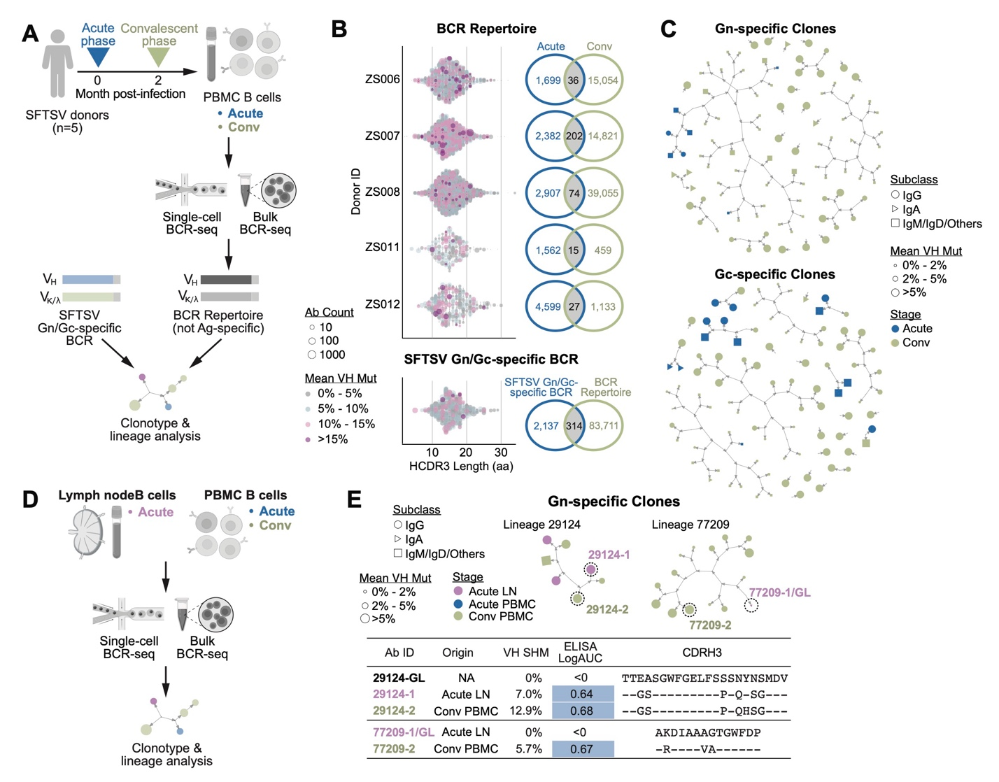 A
Acute
phase
Convalescent
phase
0
2
Month post-infection
SFTSV donors
(n=5)
PBMC B cells
• Acute
• Conv
Single-cell
BCR-seq
Bulk
BCR-seq
VH
VK/λ
SFTSV
Gn/Gc-specific
BCR
VH
VK/λ
BCR Repertoire
(not Ag-specific)
Clonotype &
lineage analysis
B
BCR Repertoire
Acute
Conv
Donor ID
ZS006
1,699
36
15,054
ZS007
2,382
202
14,821
ZS008
2,907
74
39,055
ZS011
1,562
15
459
ZS012
4,599
27
1,133
Ab Count
10
100
1000
Mean VH Mut
0% - 5%
5% - 10%
10% - 15%
>15%
SFTSV Gn/Gc-specific BCR
SFTSV Gn/Gc-
specific BCR
BCR
Repertoire
2,137
314
83,711
10
20
30
HCDR3 Length (aa)
C
Gn-specific Clones
Gc-specific Clones
Subclass
IgG
IgA
IgM/IgD/Others
Mean VH Mut
0% - 2%
2% - 5%
>5%
Stage
Acute
Conv
D
Lymph nodeB cells
• Acute
PBMC B cells
• Acute
• Conv
Single-cell
BCR-seq
Bulk
BCR-seq
Clonotype &
lineage analysis
E
Gn-specific Clones
Subclass
IgG
IgA
IgM/IgD/Others
Mean VH Mut
0% - 2%
2% - 5%
>5%
Stage
Acute LN
Acute PBMC
Conv PBMC
Lineage 29124
29124-1
29124-2
Lineage 77209
77209-1/GL
77209-2
Ab ID Origin VH SHM ELISA LogAUC CDRH3
29124-GL NA 0% <0 TTEASGWFGELFSSSNYNSMDV
29124-1 Acute LN 7.0% 0.64 --GS---------P-Q-SG---
29124-2 Conv PBMC 12.9% 0.68 --GS---------P-QHSG---
77209-1/GL Acute LN 0% <0 AKDIAAAGTGWFDP
77209-2 Conv PBMC 5.7% 0.67 -R----VA------